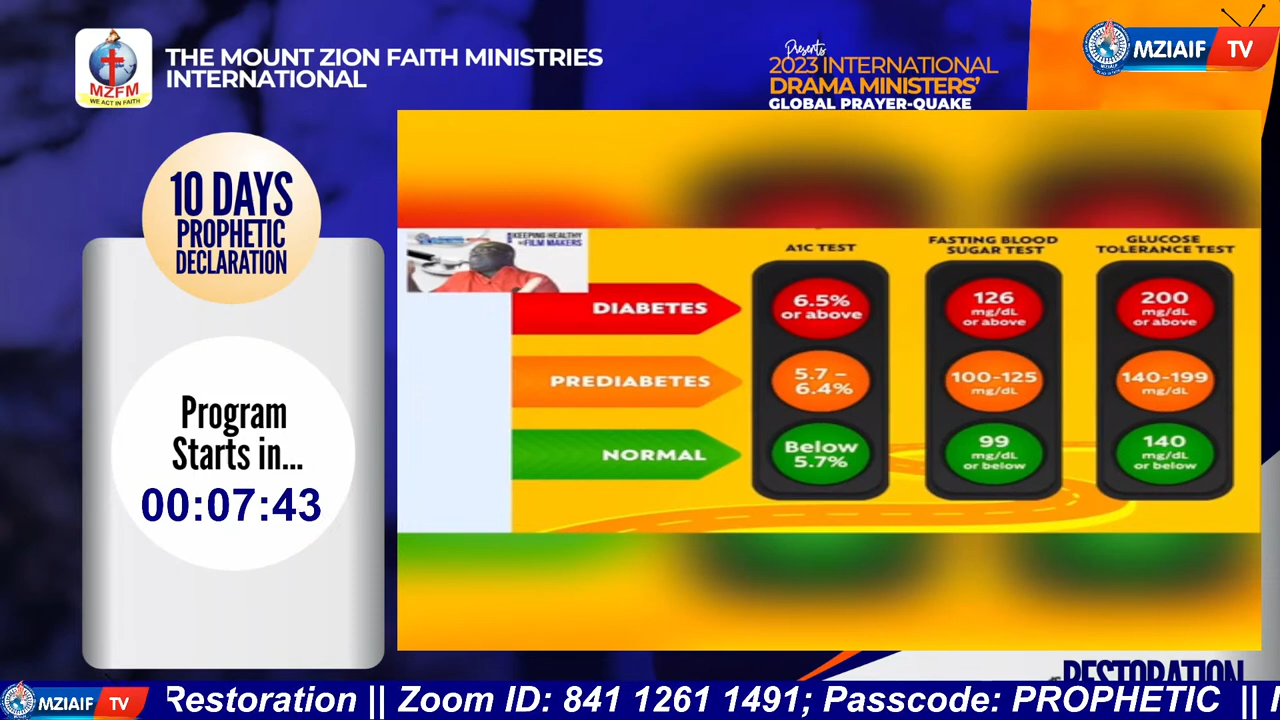 MZFM
WE ACT IN FAITH
THE MOUNT ZION FAITH MINISTRIES
INTERNATIONAL
Presents
2023 INTERNATIONAL
DRAMA MINISTERS'
GLOBAL PRAYER-QUAKE
MZIAIF TV
10 DAYS
PROPHETIC
DECLARATION
Program
Starts in...
00:07:43
KEEPING HEALTHY
FILM MAKERS
A1C TEST
FASTING BLOOD
SUGAR TEST
GLUCOSE
TOLERANCE TEST
DIABETES
6.5%
or above
126
mg/dL
or above
200
mg/dL
or above
PREDIABETES
5.7 –
6.4%
100-125
mg/dL
140-199
mg/dL
NORMAL
Below
5.7%
99
mg/dL
or below
140
mg/dL
or below
RESTORATION
MZIAIF TV
Restoration || Zoom ID: 841 1261 1491; Passcode: PROPHETIC ||